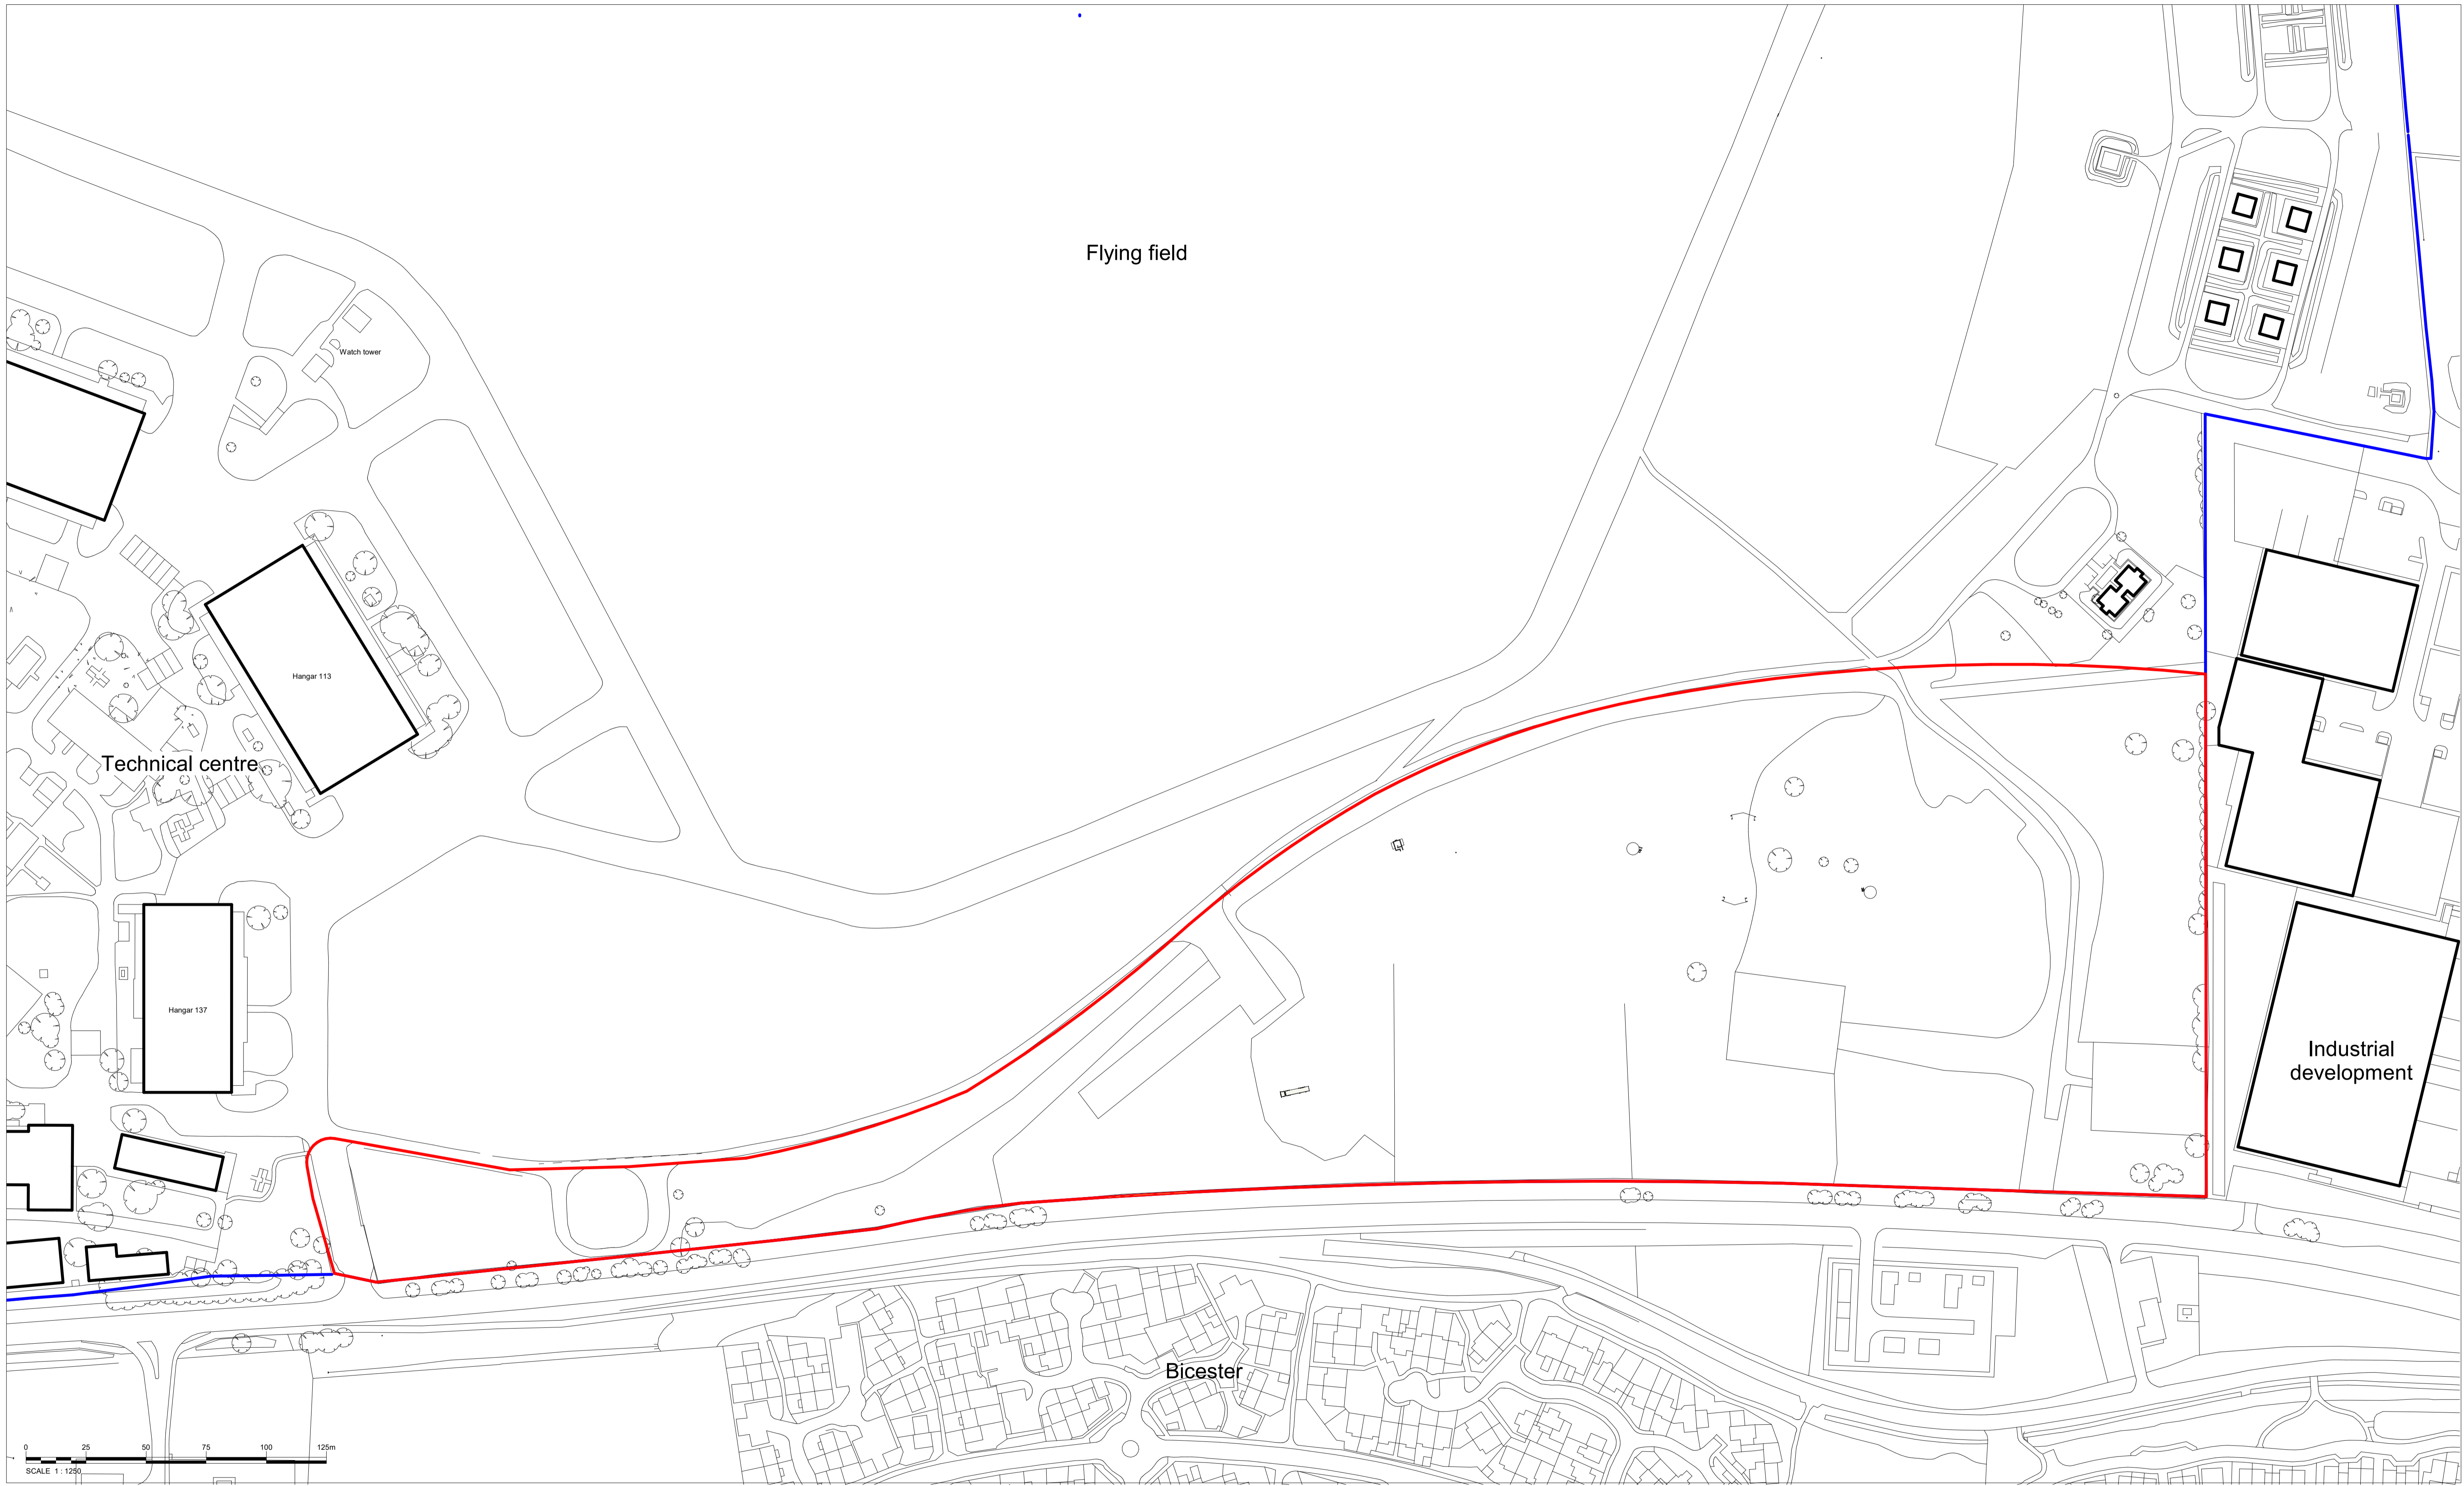 Flying field
Watch tower
Hangar 113
Technical centre
Hangar 137
Industrial
development
Bicester
0 25 50 75 100 125m
SCALE 1 : 1250